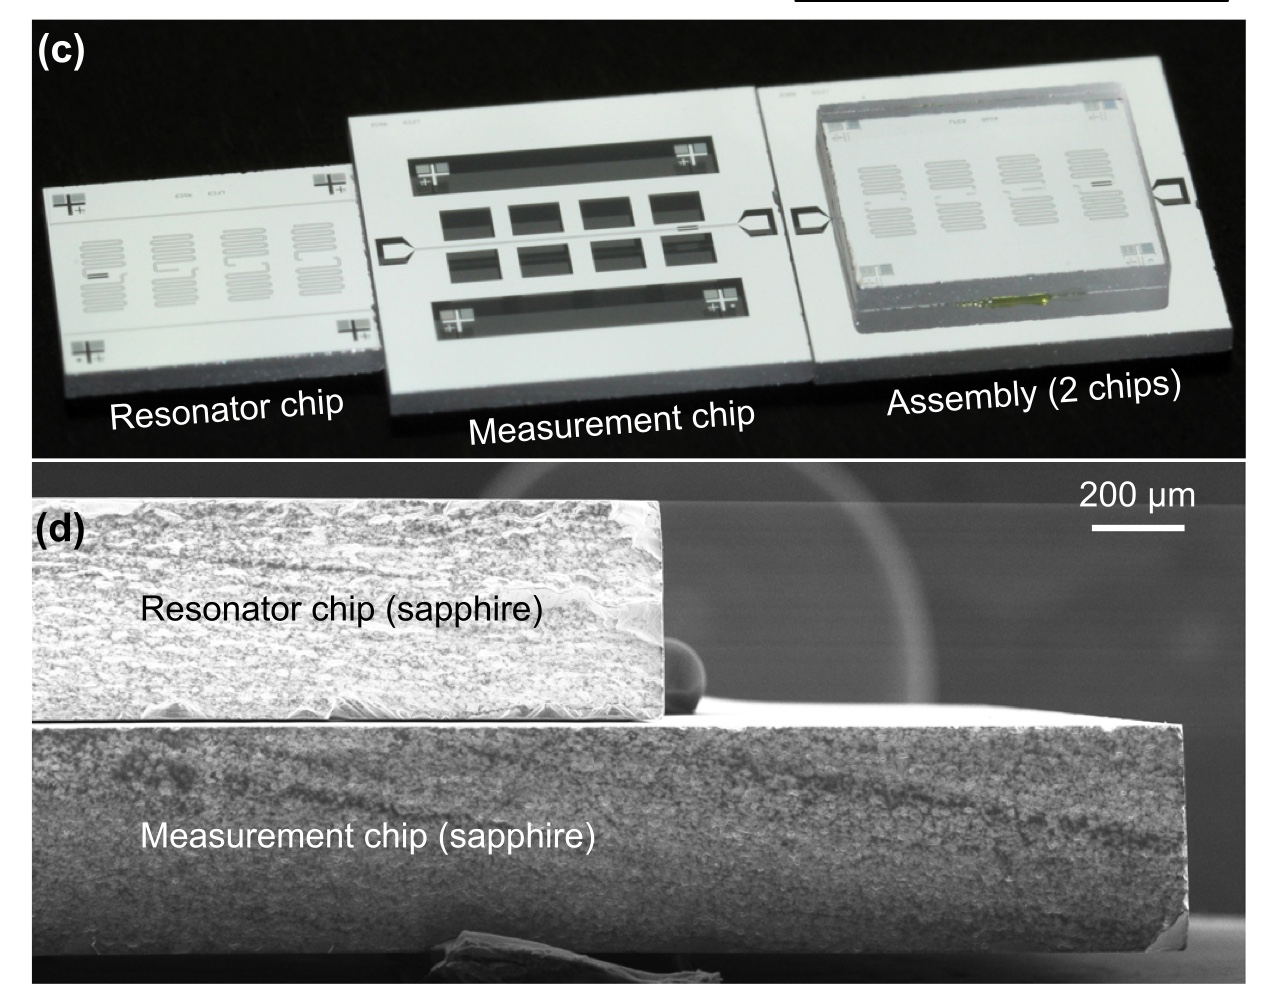 (c)
Resonator chip
Measurement chip
Assembly (2 chips)
200 µm
(d)
Resonator chip (sapphire)
Measurement chip (sapphire)